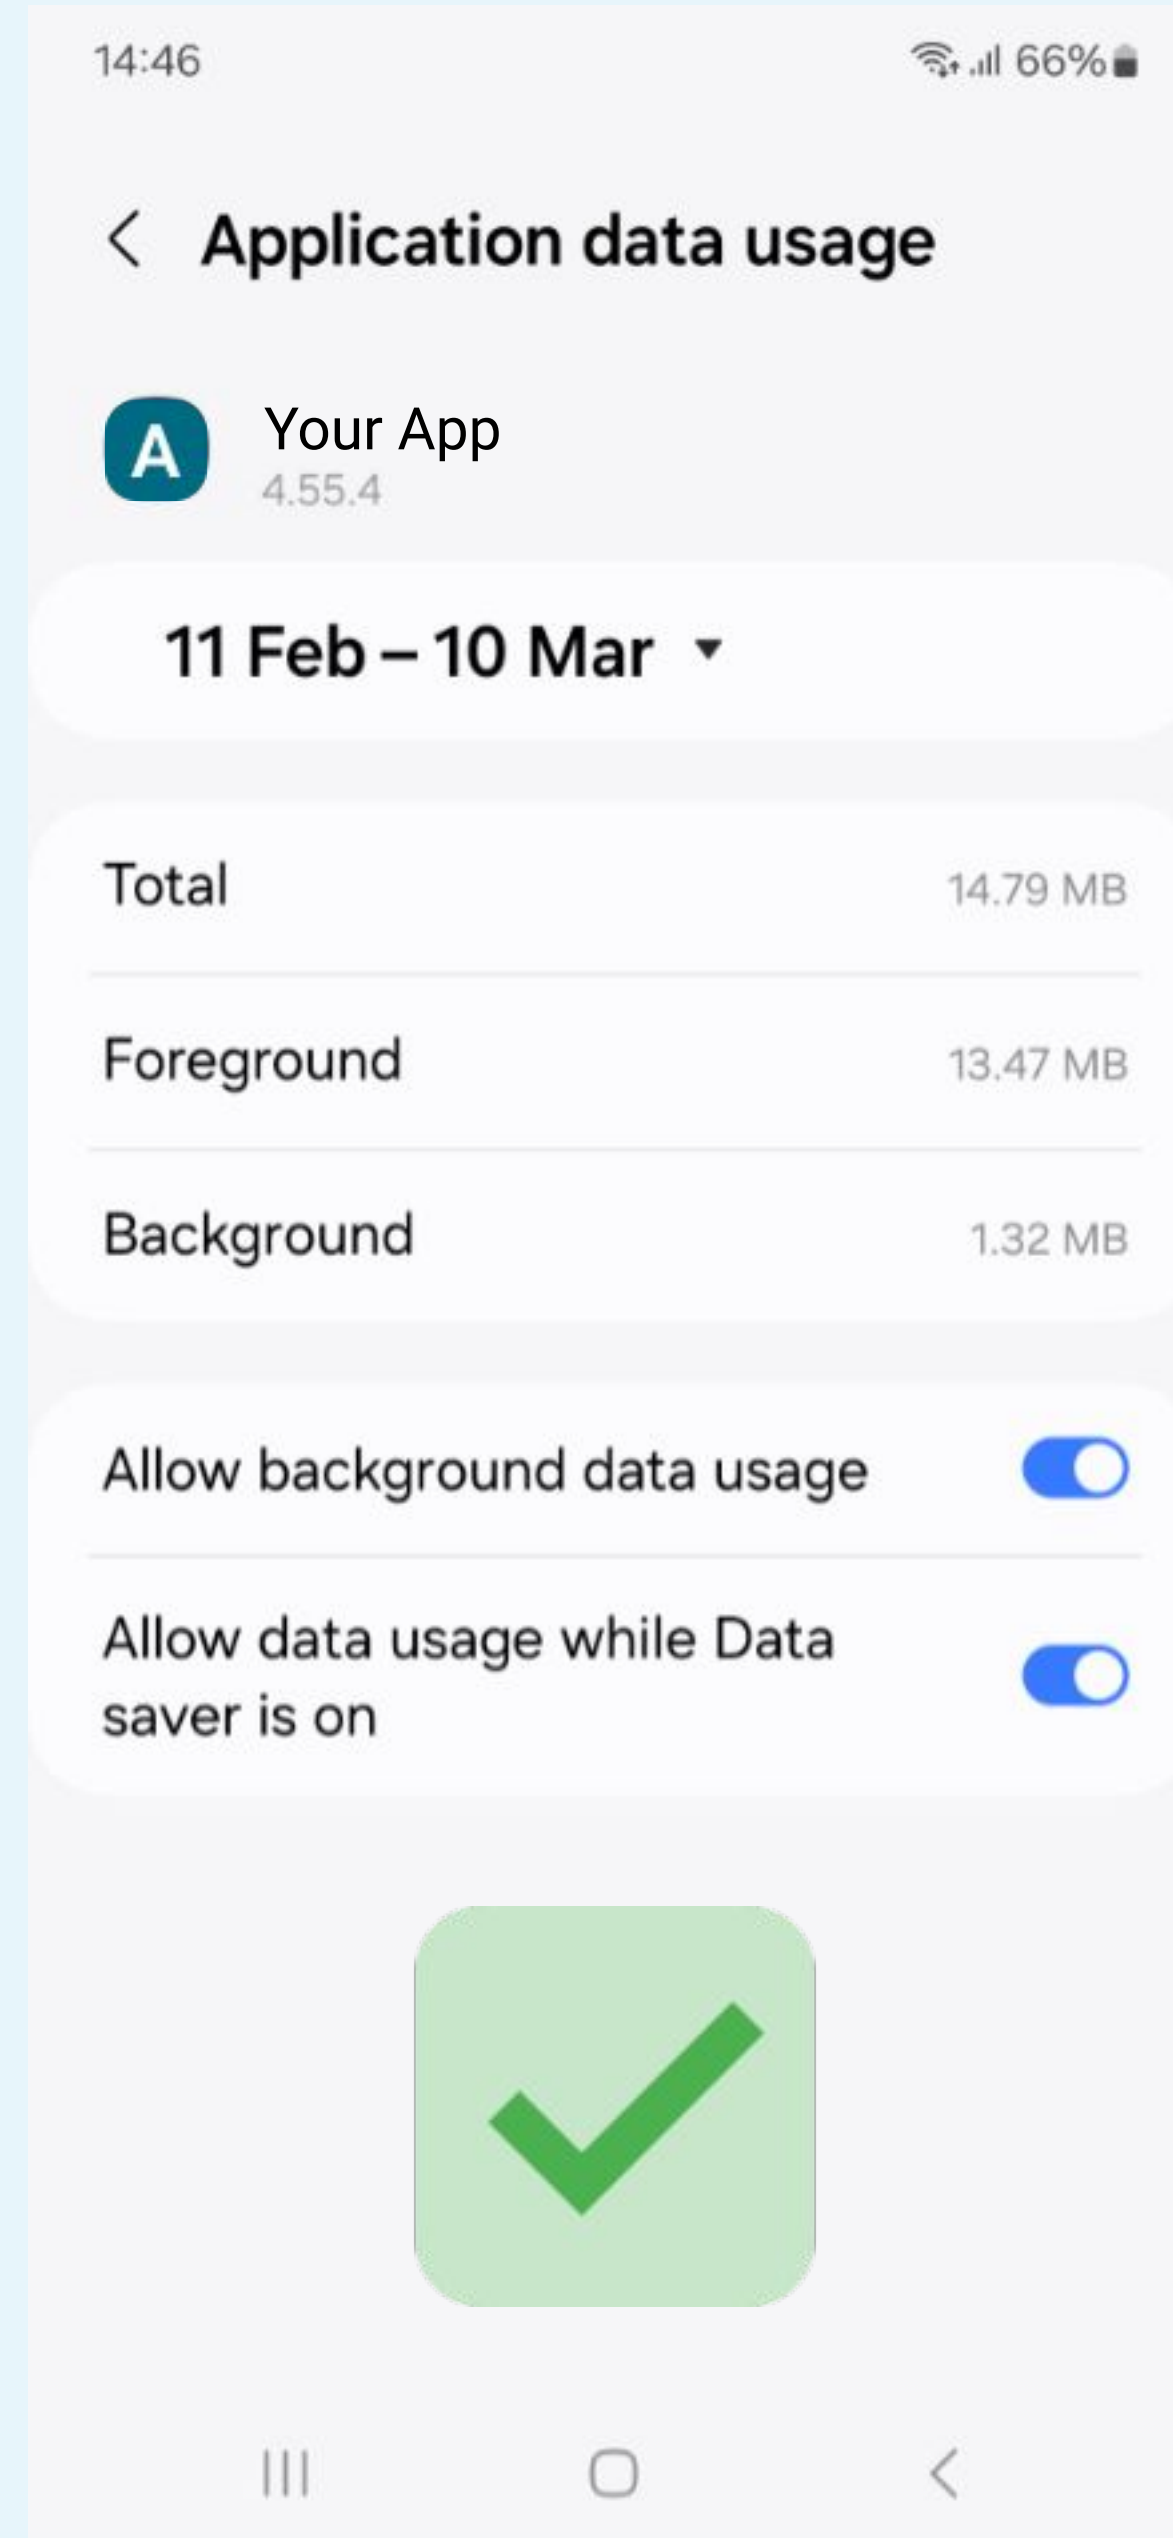 14:46 66%
Application data usage
A
Your App
4.55.4
11 Feb – 10 Mar
Total 14.79 MB
Foreground 13.47 MB
Background 1.32 MB
Allow background data usage
Allow data usage while Data
saver is on